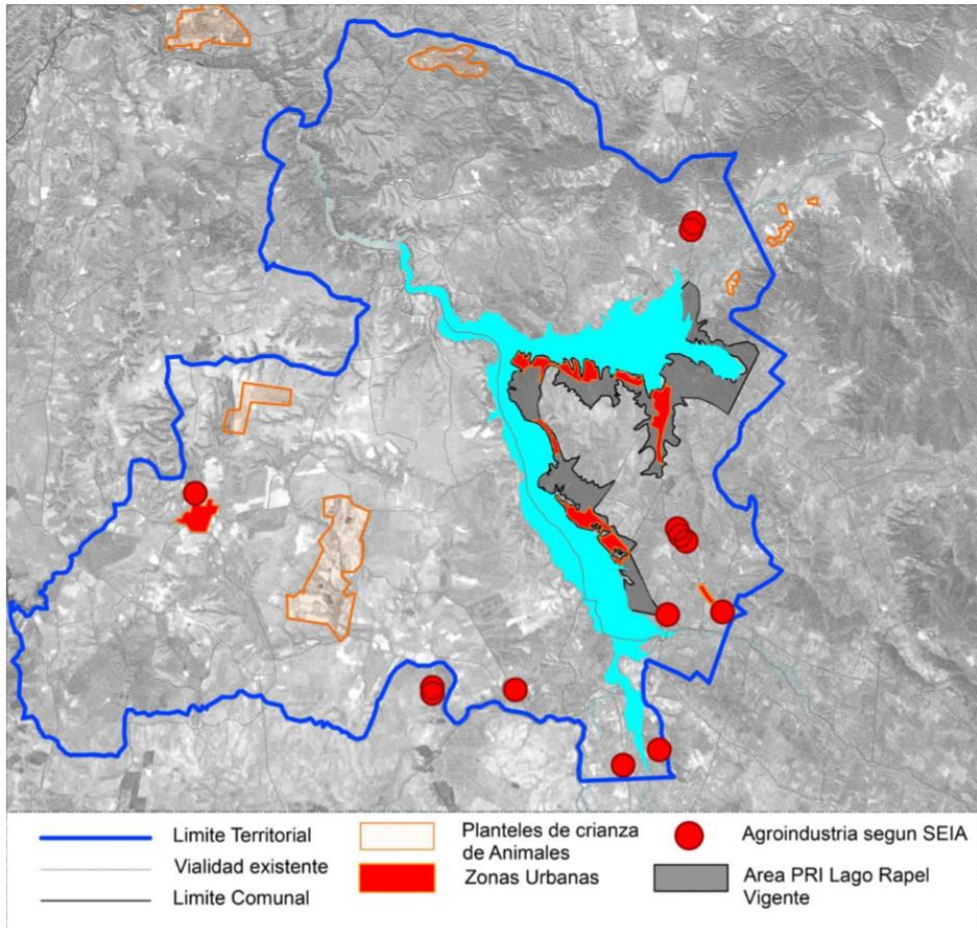 Limite Territorial
Vialidad existente
Limite Comunal
Planteles de crianza
de Animales
Zonas Urbanas
Agroindustria segun SEIA
Area PRI Lago Rapel
Vigente